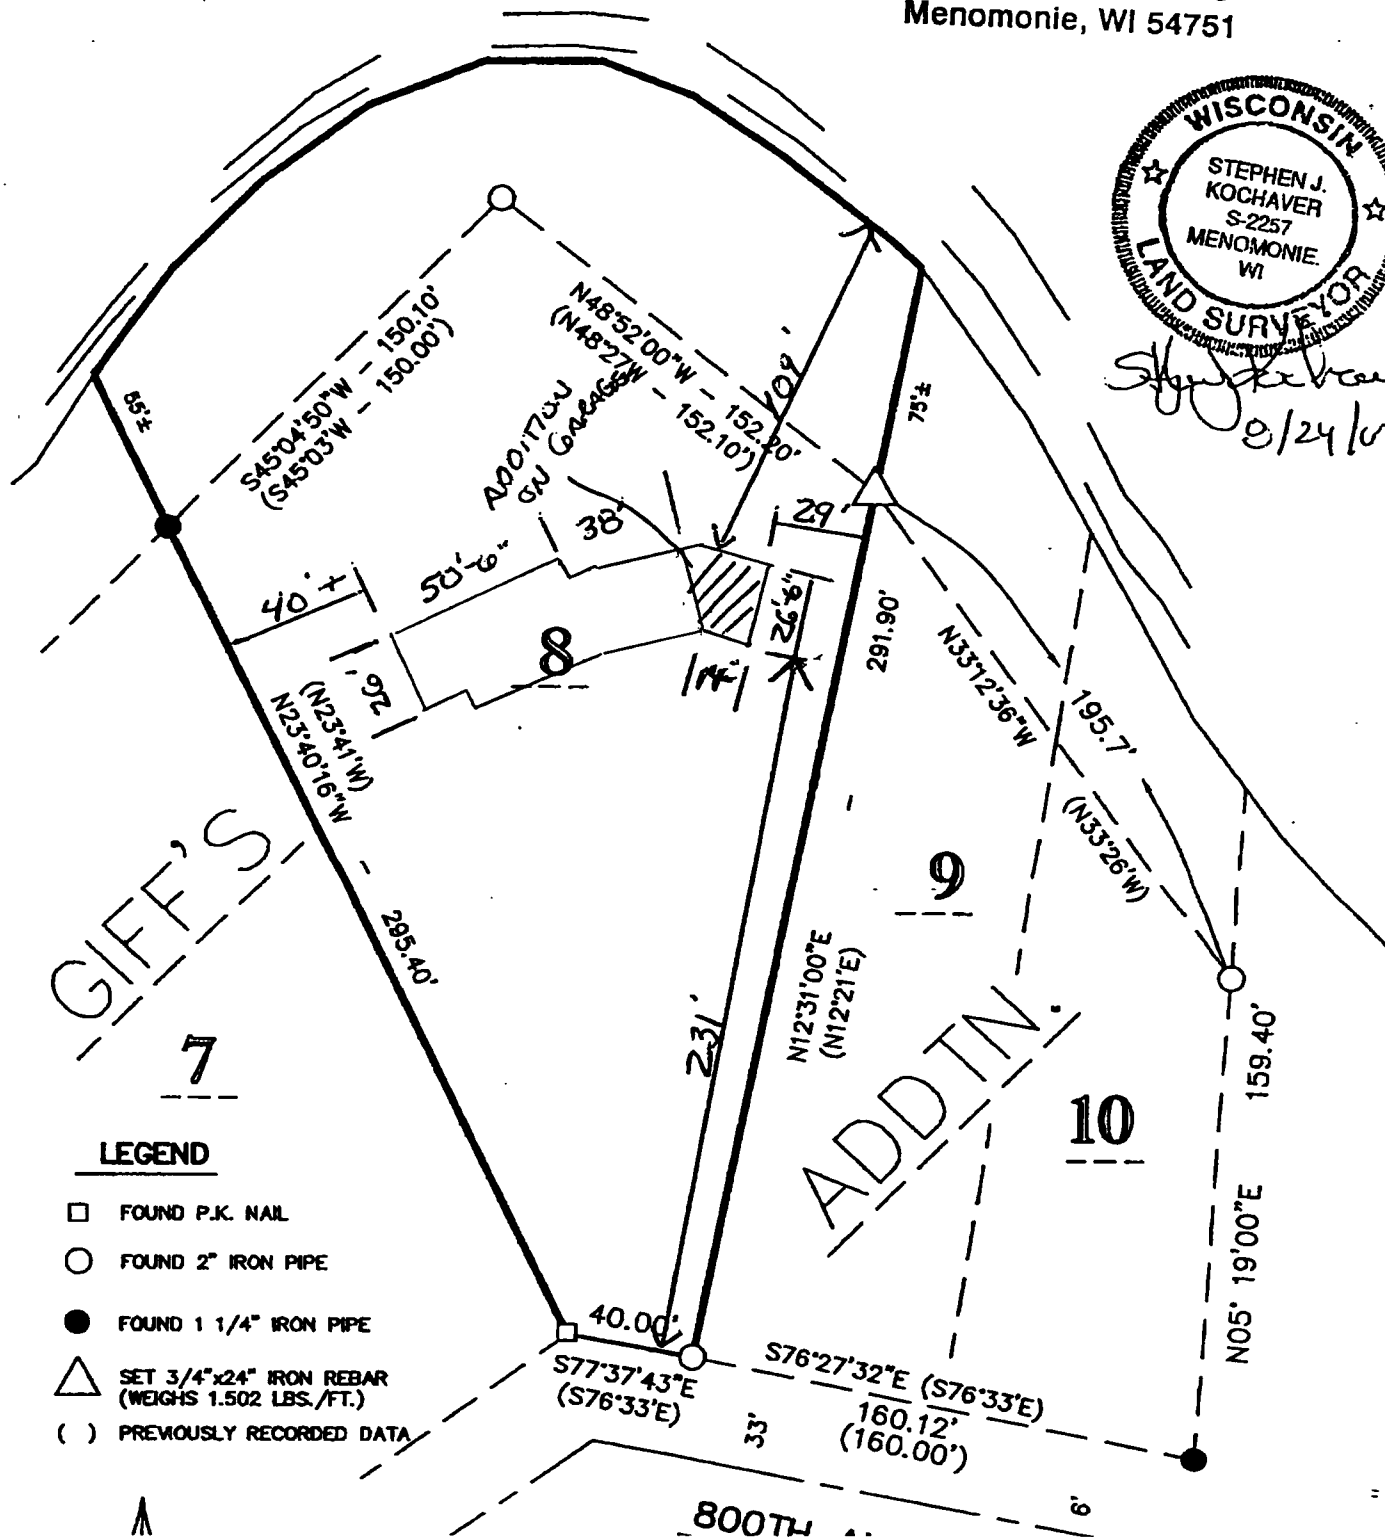 Menomonie, WI 54751
WISCONSIN
LAND SURVEYOR
STEPHEN J.
KOCHAVER
S-2257
MENOMONIE.
WI
8/24/
S45°04'50"W - 150.10'
(S45°03'W - 150.00')
N48°52'00"W - 152.20'
(N48°27'W - 152.10')
ADDITION
ON GARAGE
109'
85'±
75'±
29'
38'
50'-6"
40'±
26'
8
26'-6"
14'
291.90'
N33°12'36"W
(N33°26'W)
195.7'
(N23°41'W)
N23°40'16"W - 295.40'
GIFF'S
7
9
N12°31'00"E
(N12°21'E)
231'
ADDTN.
10
159.40'
N05° 19'00"E
LEGEND
FOUND P.K. NAIL
FOUND 2" IRON PIPE
FOUND 1 1/4" IRON PIPE
SET 3/4"x24" IRON REBAR
(WEIGHS 1.502 LBS./FT.)
( ) PREVIOUSLY RECORDED DATA
40.00'
S77°37'43"E
(S76°33'E)
S76°27'32"E (S76°33'E)
160.12'
(160.00')
33'
6'
800TH